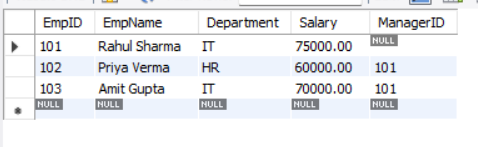 EmpID EmpName Department Salary ManagerID
101 Rahul Sharma IT 75000.00 NULL
102 Priya Verma HR 60000.00 101
103 Amit Gupta IT 70000.00 101
NULL NULL NULL NULL NULL